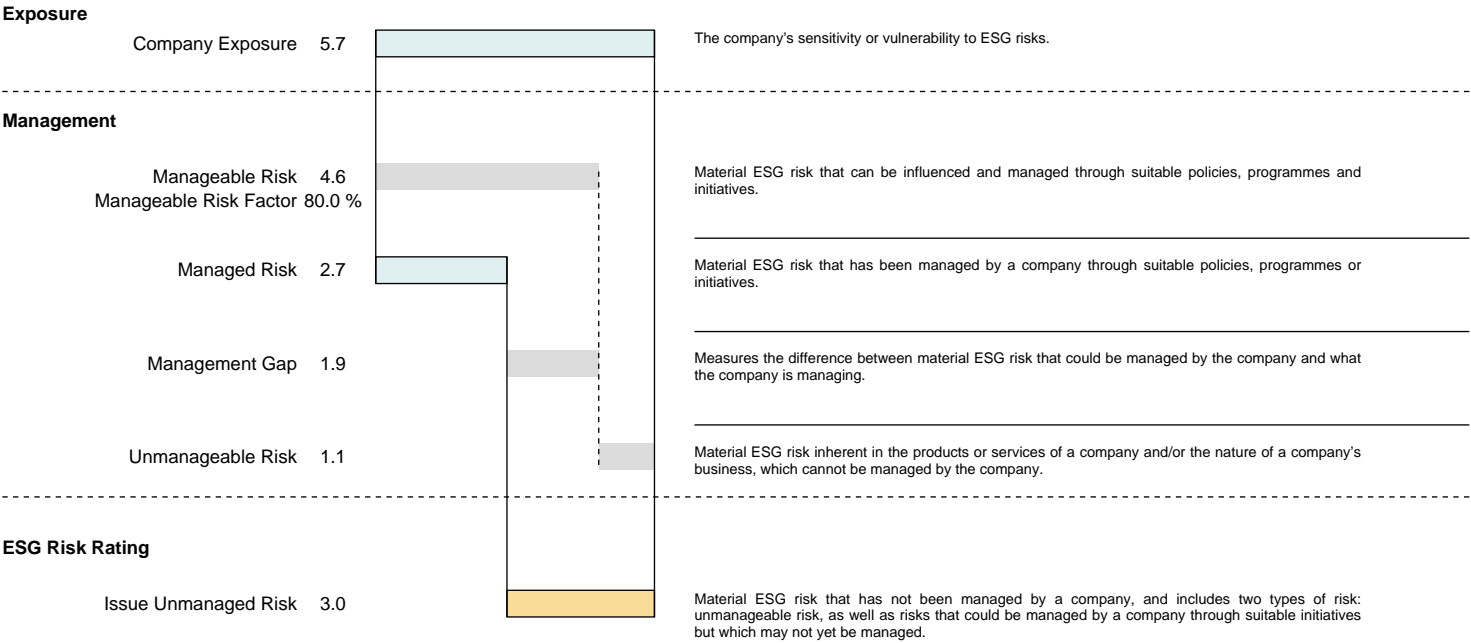 Exposure
Company Exposure 5.7
The company’s sensitivity or vulnerability to ESG risks.
Management
Manageable Risk 4.6
Manageable Risk Factor 80.0 %
Material ESG risk that can be influenced and managed through suitable policies, programmes and
initiatives.
Managed Risk 2.7
Material ESG risk that has been managed by a company through suitable policies, programmes or
initiatives.
Management Gap 1.9
Measures the difference between material ESG risk that could be managed by the company and what
the company is managing.
Unmanageable Risk 1.1
Material ESG risk inherent in the products or services of a company and/or the nature of a company’s
business, which cannot be managed by the company.
ESG Risk Rating
Issue Unmanaged Risk 3.0
Material ESG risk that has not been managed by a company, and includes two types of risk:
unmanageable risk, as well as risks that could be managed by a company through suitable initiatives
but which may not yet be managed.